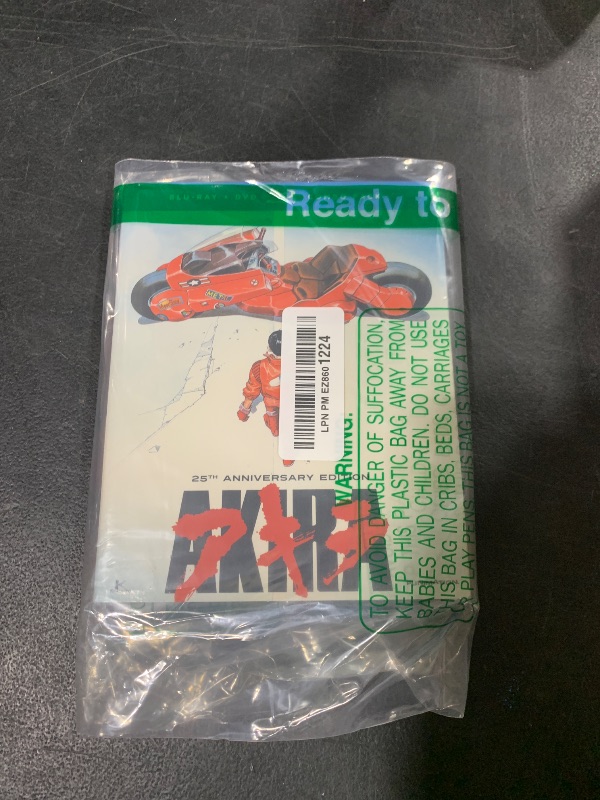 BLU-RAY + DVD
Ready to
LPN PM EZ860 1224
25TH ANNIVERSARY EDITION
AKIRA
アキラ
WARNING:
TO AVOID DANGER OF SUFFOCATION,
KEEP THIS PLASTIC BAG AWAY FROM
BABIES AND CHILDREN. DO NOT USE
THIS BAG IN CRIBS, BEDS, CARRIAGES
PLAY PENS. THIS BAG IS NOT A TOY.